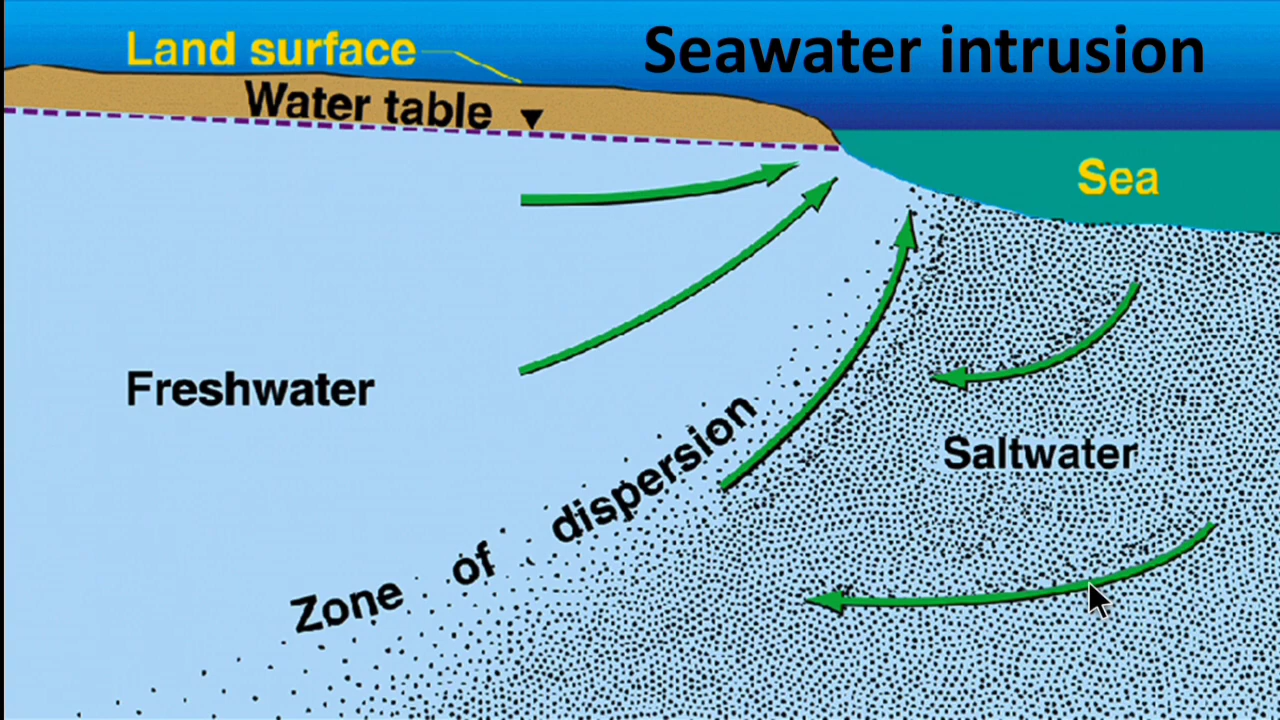 Seawater intrusion
Land surface
Water table
Sea
Freshwater
Saltwater
Zone of dispersion